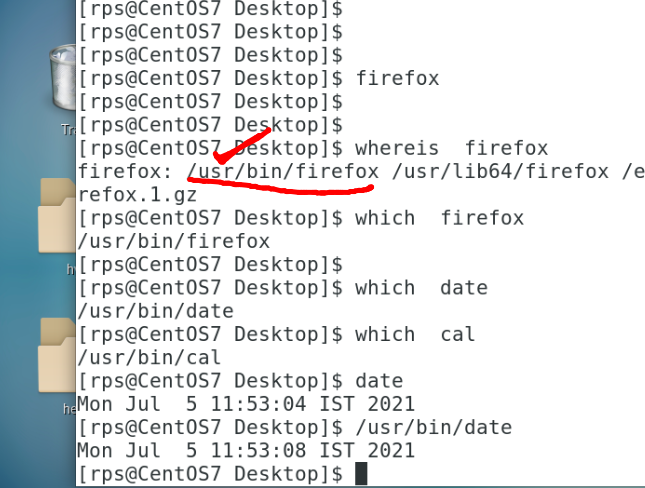 [rps@CentOS7 Desktop]$
[rps@CentOS7 Desktop]$
[rps@CentOS7 Desktop]$
[rps@CentOS7 Desktop]$ firefox
[rps@CentOS7 Desktop]$
[rps@CentOS7 Desktop]$
[rps@CentOS7 Desktop]$ whereis  firefox
firefox: /usr/bin/firefox /usr/lib64/firefox /e
refox.1.gz
[rps@CentOS7 Desktop]$ which  firefox
/usr/bin/firefox
[rps@CentOS7 Desktop]$
[rps@CentOS7 Desktop]$ which  date
/usr/bin/date
[rps@CentOS7 Desktop]$ which  cal
/usr/bin/cal
[rps@CentOS7 Desktop]$ date
Mon Jul  5 11:53:04 IST 2021
[rps@CentOS7 Desktop]$ /usr/bin/date
Mon Jul  5 11:53:08 IST 2021
[rps@CentOS7 Desktop]$